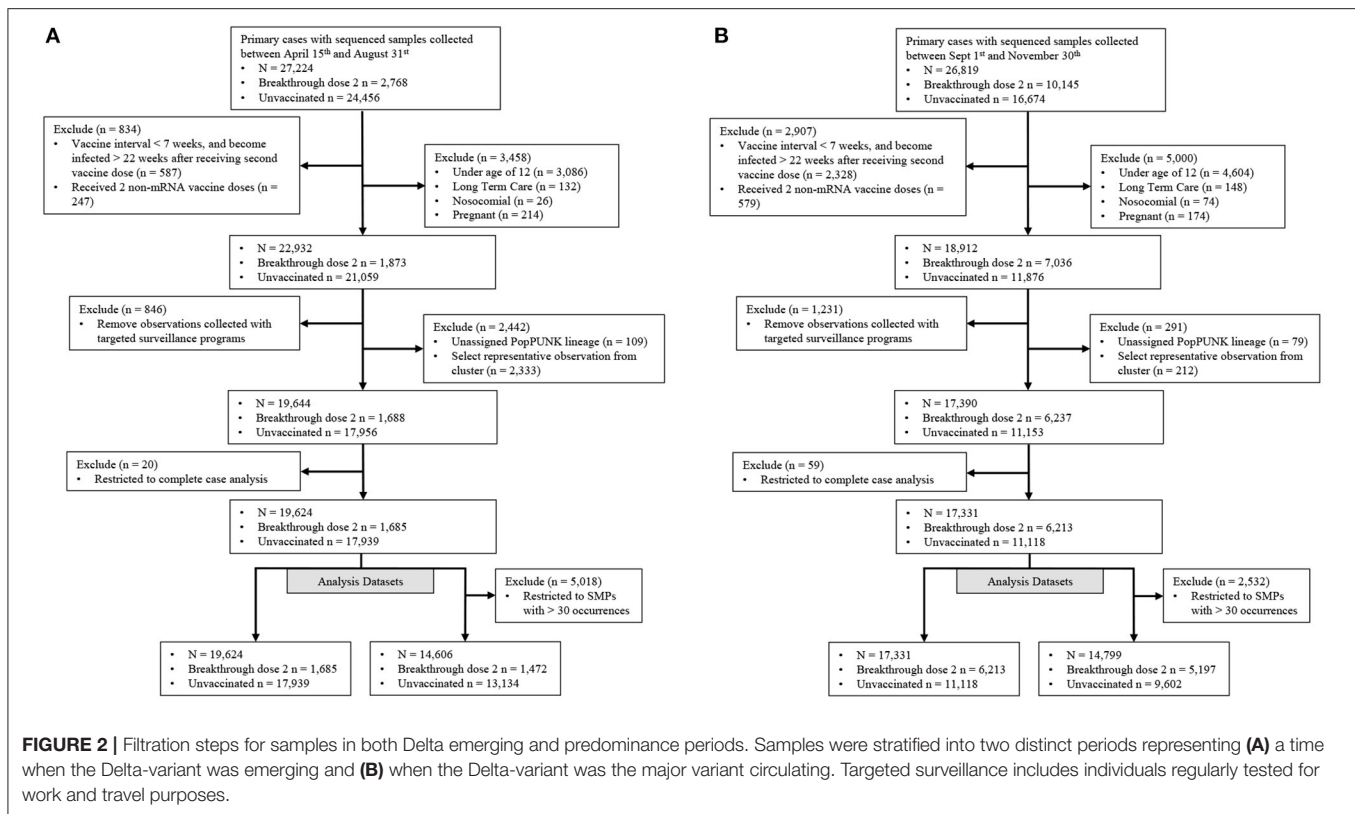 A
Primary cases with sequenced samples collected
between April 15th and August 31st
• N = 27,224
• Breakthrough dose 2 n = 2,768
• Unvaccinated n = 24,456
Exclude (n = 834)
• Vaccine interval < 7 weeks, and become
infected > 22 weeks after receiving second
vaccine dose (n = 587)
• Received 2 non-mRNA vaccine doses (n =
247)
Exclude (n = 3,458)
• Under age of 12 (n = 3,086)
• Long Term Care (n = 132)
• Nosocomial (n = 26)
• Pregnant (n = 214)
• N = 22,932
• Breakthrough dose 2 n = 1,873
• Unvaccinated n = 21,059
Exclude (n = 846)
• Remove observations collected with
targeted surveillance programs
Exclude (n = 2,442)
• Unassigned PopPUNK lineage (n = 109)
• Select representative observation from
cluster (n = 2,333)
• N = 19,644
• Breakthrough dose 2 n = 1,688
• Unvaccinated n = 17,956
Exclude (n = 20)
• Restricted to complete case analysis
• N = 19,624
• Breakthrough dose 2 n = 1,685
• Unvaccinated n = 17,939
Analysis Datasets
Exclude (n = 5,018)
• Restricted to SMPs
with > 30 occurrences
• N = 19,624
• Breakthrough dose 2 n = 1,685
• Unvaccinated n = 17,939
• N = 14,606
• Breakthrough dose 2 n = 1,472
• Unvaccinated n = 13,134
B
Primary cases with sequenced samples collected
between Sept 1st and November 30th
• N = 26,819
• Breakthrough dose 2 n = 10,145
• Unvaccinated n = 16,674
Exclude (n = 2,907)
• Vaccine interval < 7 weeks, and become
infected > 22 weeks after receiving second
vaccine dose (n = 2,328)
• Received 2 non-mRNA vaccine doses (n =
579)
Exclude (n = 5,000)
• Under age of 12 (n = 4,604)
• Long Term Care (n = 148)
• Nosocomial (n = 74)
• Pregnant (n = 174)
• N = 18,912
• Breakthrough dose 2 n = 7,036
• Unvaccinated n = 11,876
Exclude (n = 1,231)
• Remove observations collected with
targeted surveillance programs
Exclude (n = 291)
• Unassigned PopPUNK lineage (n = 79)
• Select representative observation from
cluster (n = 212)
• N = 17,390
• Breakthrough dose 2 n = 6,237
• Unvaccinated n = 11,153
Exclude (n = 59)
• Restricted to complete case analysis
• N = 17,331
• Breakthrough dose 2 n = 6,213
• Unvaccinated n = 11,118
Analysis Datasets
Exclude (n = 2,532)
• Restricted to SMPs
with > 30 occurrences
• N = 17,331
• Breakthrough dose 2 n = 6,213
• Unvaccinated n = 11,118
• N = 14,799
• Breakthrough dose 2 n = 5,197
• Unvaccinated n = 9,602
FIGURE 2 | Filtration steps for samples in both Delta emerging and predominance periods. Samples were stratified into two distinct periods representing (A) a time
when the Delta-variant was emerging and (B) when the Delta-variant was the major variant circulating. Targeted surveillance includes individuals regularly tested for
work and travel purposes.